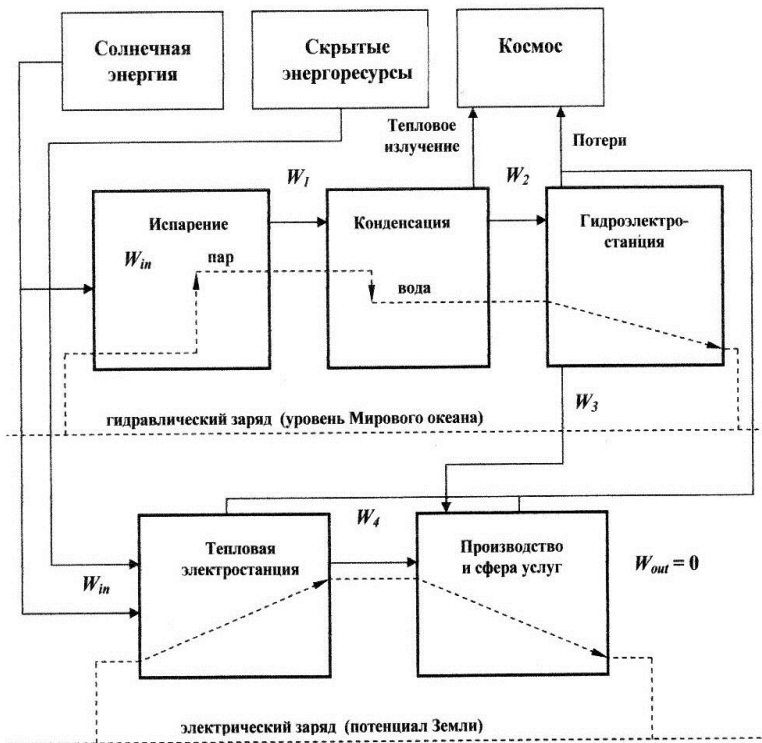 Солнечная
энергия
Скрытые
энергоресурсы
Космос
Тепловое
излучение
Потери
W1
W2
Испарение
Win
пар
Конденсация
вода
Гидроэлектро-
станция
W3
гидравлический заряд (уровень Мирового океана)
W4
Тепловая
электростанция
Производство
и сфера услуг
Win
Wout = 0
электрический заряд (потенциал Земли)